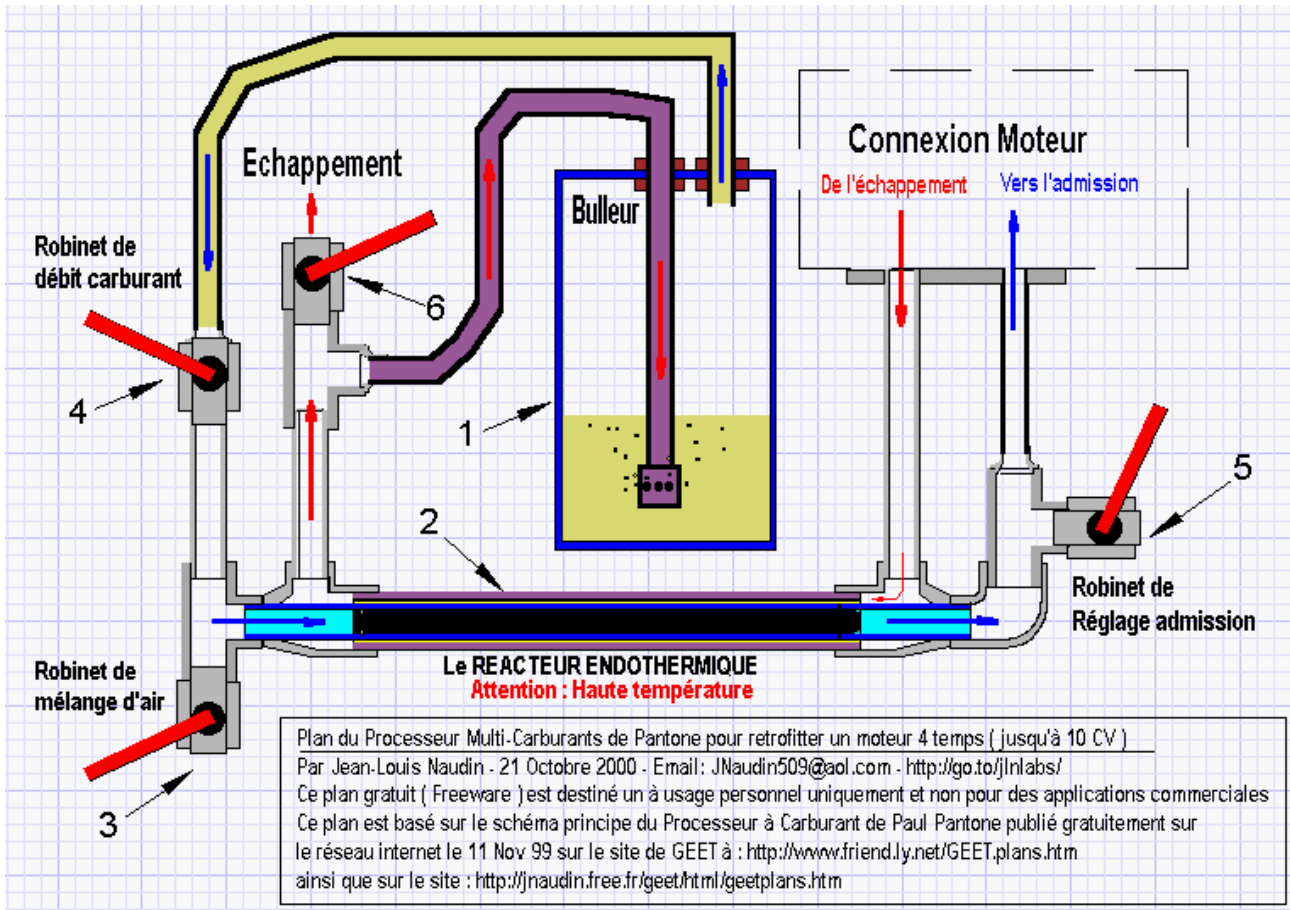 Echappement
Connexion Moteur
De l'échappement
Vers l'admission
Bulleur
Robinet de
débit carburant
6
4
1
5
2
Robinet de
Réglage admission
Le REACTEUR ENDOTHERMIQUE
Attention : Haute température
Robinet de
mélange d'air
3
Plan du Processeur Multi-Carburants de Pantone pour retrofitter un moteur 4 temps ( jusqu'à 10 CV )
Par Jean-Louis Naudin - 21 Octobre 2000 - Email: JNaudin509@aol.com - http://go.to/jlnlabs/
Ce plan gratuit ( Freeware ) est destiné un à usage personnel uniquement et non pour des applications commerciales
Ce plan est basé sur le schéma principe du Processeur à Carburant de Paul Pantone publié gratuitement sur
le réseau internet le 11 Nov 99 sur le site de GEET à : http://www.friend.ly.net/GEET.plans.htm
ainsi que sur le site : http://jnaudin.free.fr/geet/html/geetplans.htm